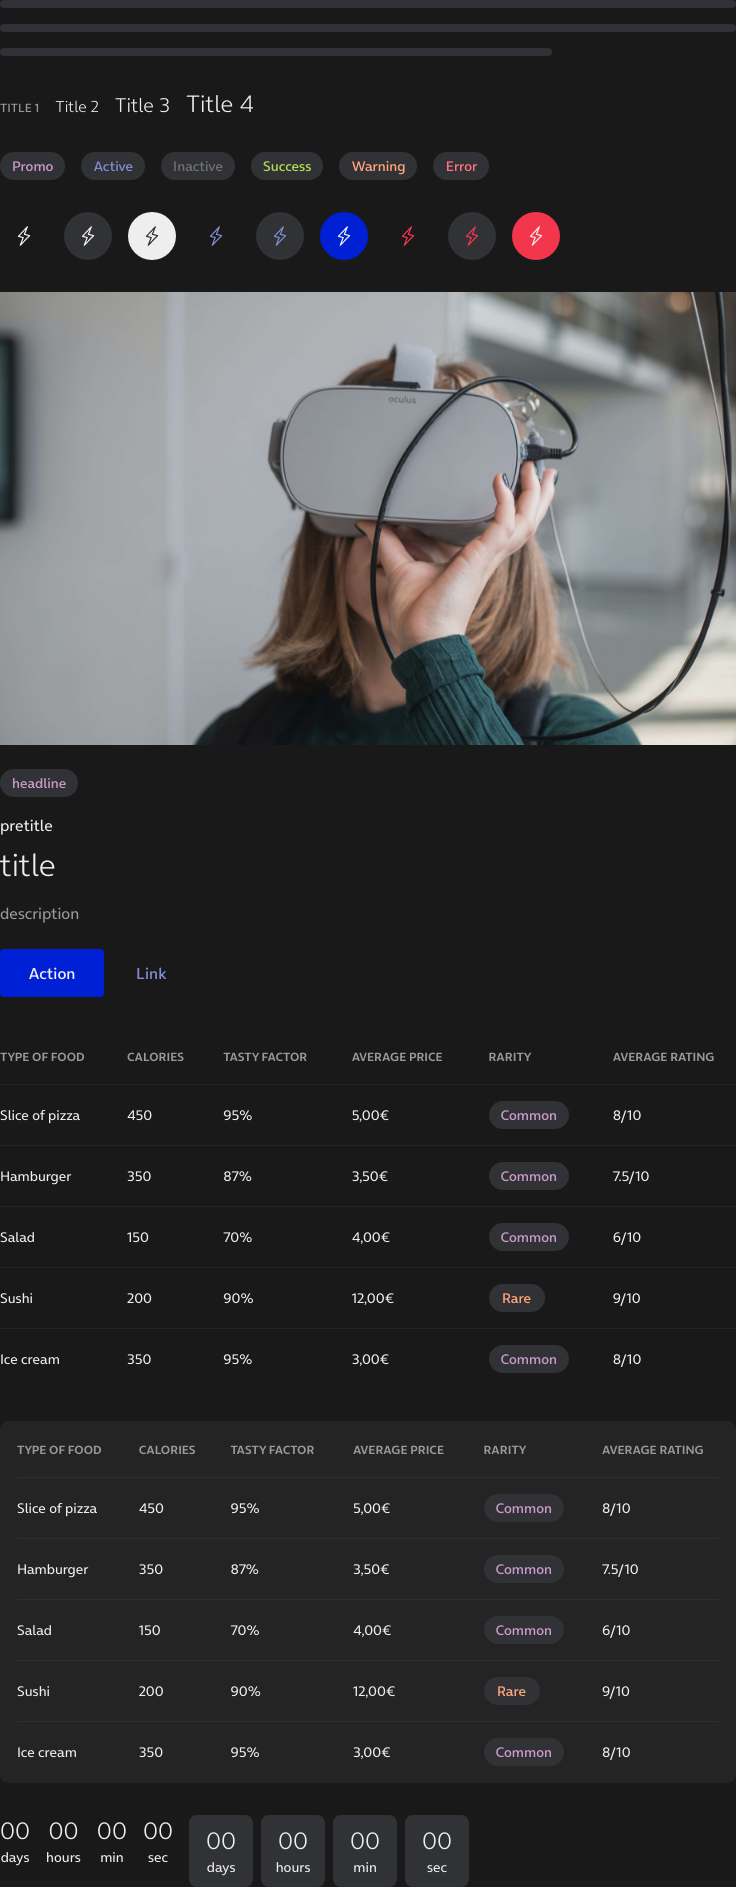 TITLE 1 Title 2 Title 3 Title 4
Promo Active Inactive Success Warning Error
oculus
headline
pretitle
title
description
Action Link
TYPE OF FOOD CALORIES TASTY FACTOR AVERAGE PRICE RARITY AVERAGE RATING
Slice of pizza 450 95% 5,00€ Common 8/10
Hamburger 350 87% 3,50€ Common 7.5/10
Salad 150 70% 4,00€ Common 6/10
Sushi 200 90% 12,00€ Rare 9/10
Ice cream 350 95% 3,00€ Common 8/10
TYPE OF FOOD CALORIES TASTY FACTOR AVERAGE PRICE RARITY AVERAGE RATING
Slice of pizza 450 95% 5,00€ Common 8/10
Hamburger 350 87% 3,50€ Common 7.5/10
Salad 150 70% 4,00€ Common 6/10
Sushi 200 90% 12,00€ Rare 9/10
Ice cream 350 95% 3,00€ Common 8/10
00 00 00 00 00 00 00 00
days hours min sec days hours min sec